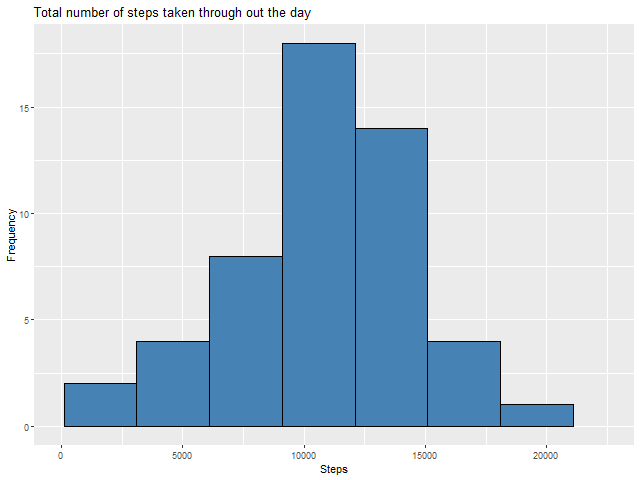 Total number of steps taken through out the day
Frequency
15
10
5
0
0 5000 10000 15000 20000
Steps